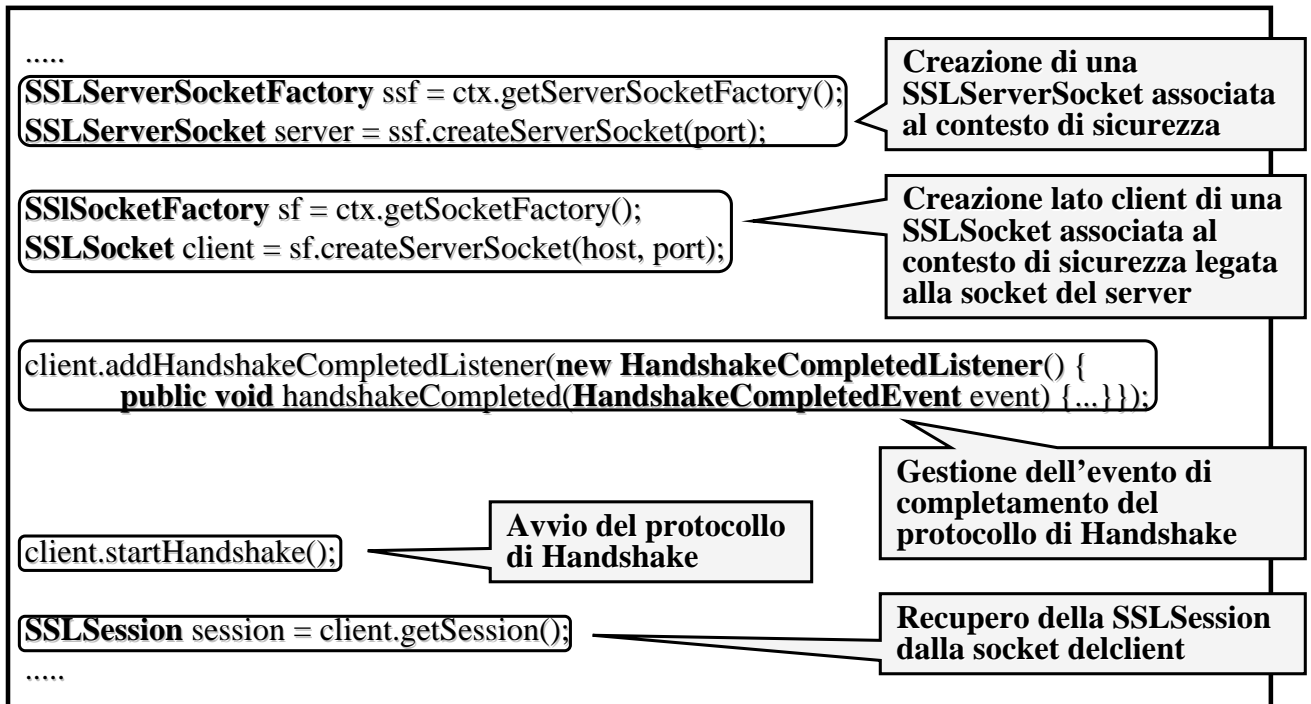 .....
SSLServerSocketFactory ssf = ctx.getServerSocketFactory();
SSLServerSocket server = ssf.createServerSocket(port);
Creazione di una
SSLServerSocket associata
al contesto di sicurezza
SSlSocketFactory sf = ctx.getSocketFactory();
SSLSocket client = sf.createServerSocket(host, port);
Creazione lato client di una
SSLSocket associata al
contesto di sicurezza legata
alla socket del server
client.addHandshakeCompletedListener(new HandshakeCompletedListener() {
public void handshakeCompleted(HandshakeCompletedEvent event) {...}});
Gestione dell’evento di
completamento del
protocollo di Handshake
client.startHandshake();
Avvio del protocollo
di Handshake
SSLSession session = client.getSession();
Recupero della SSLSession
dalla socket delclient
.....